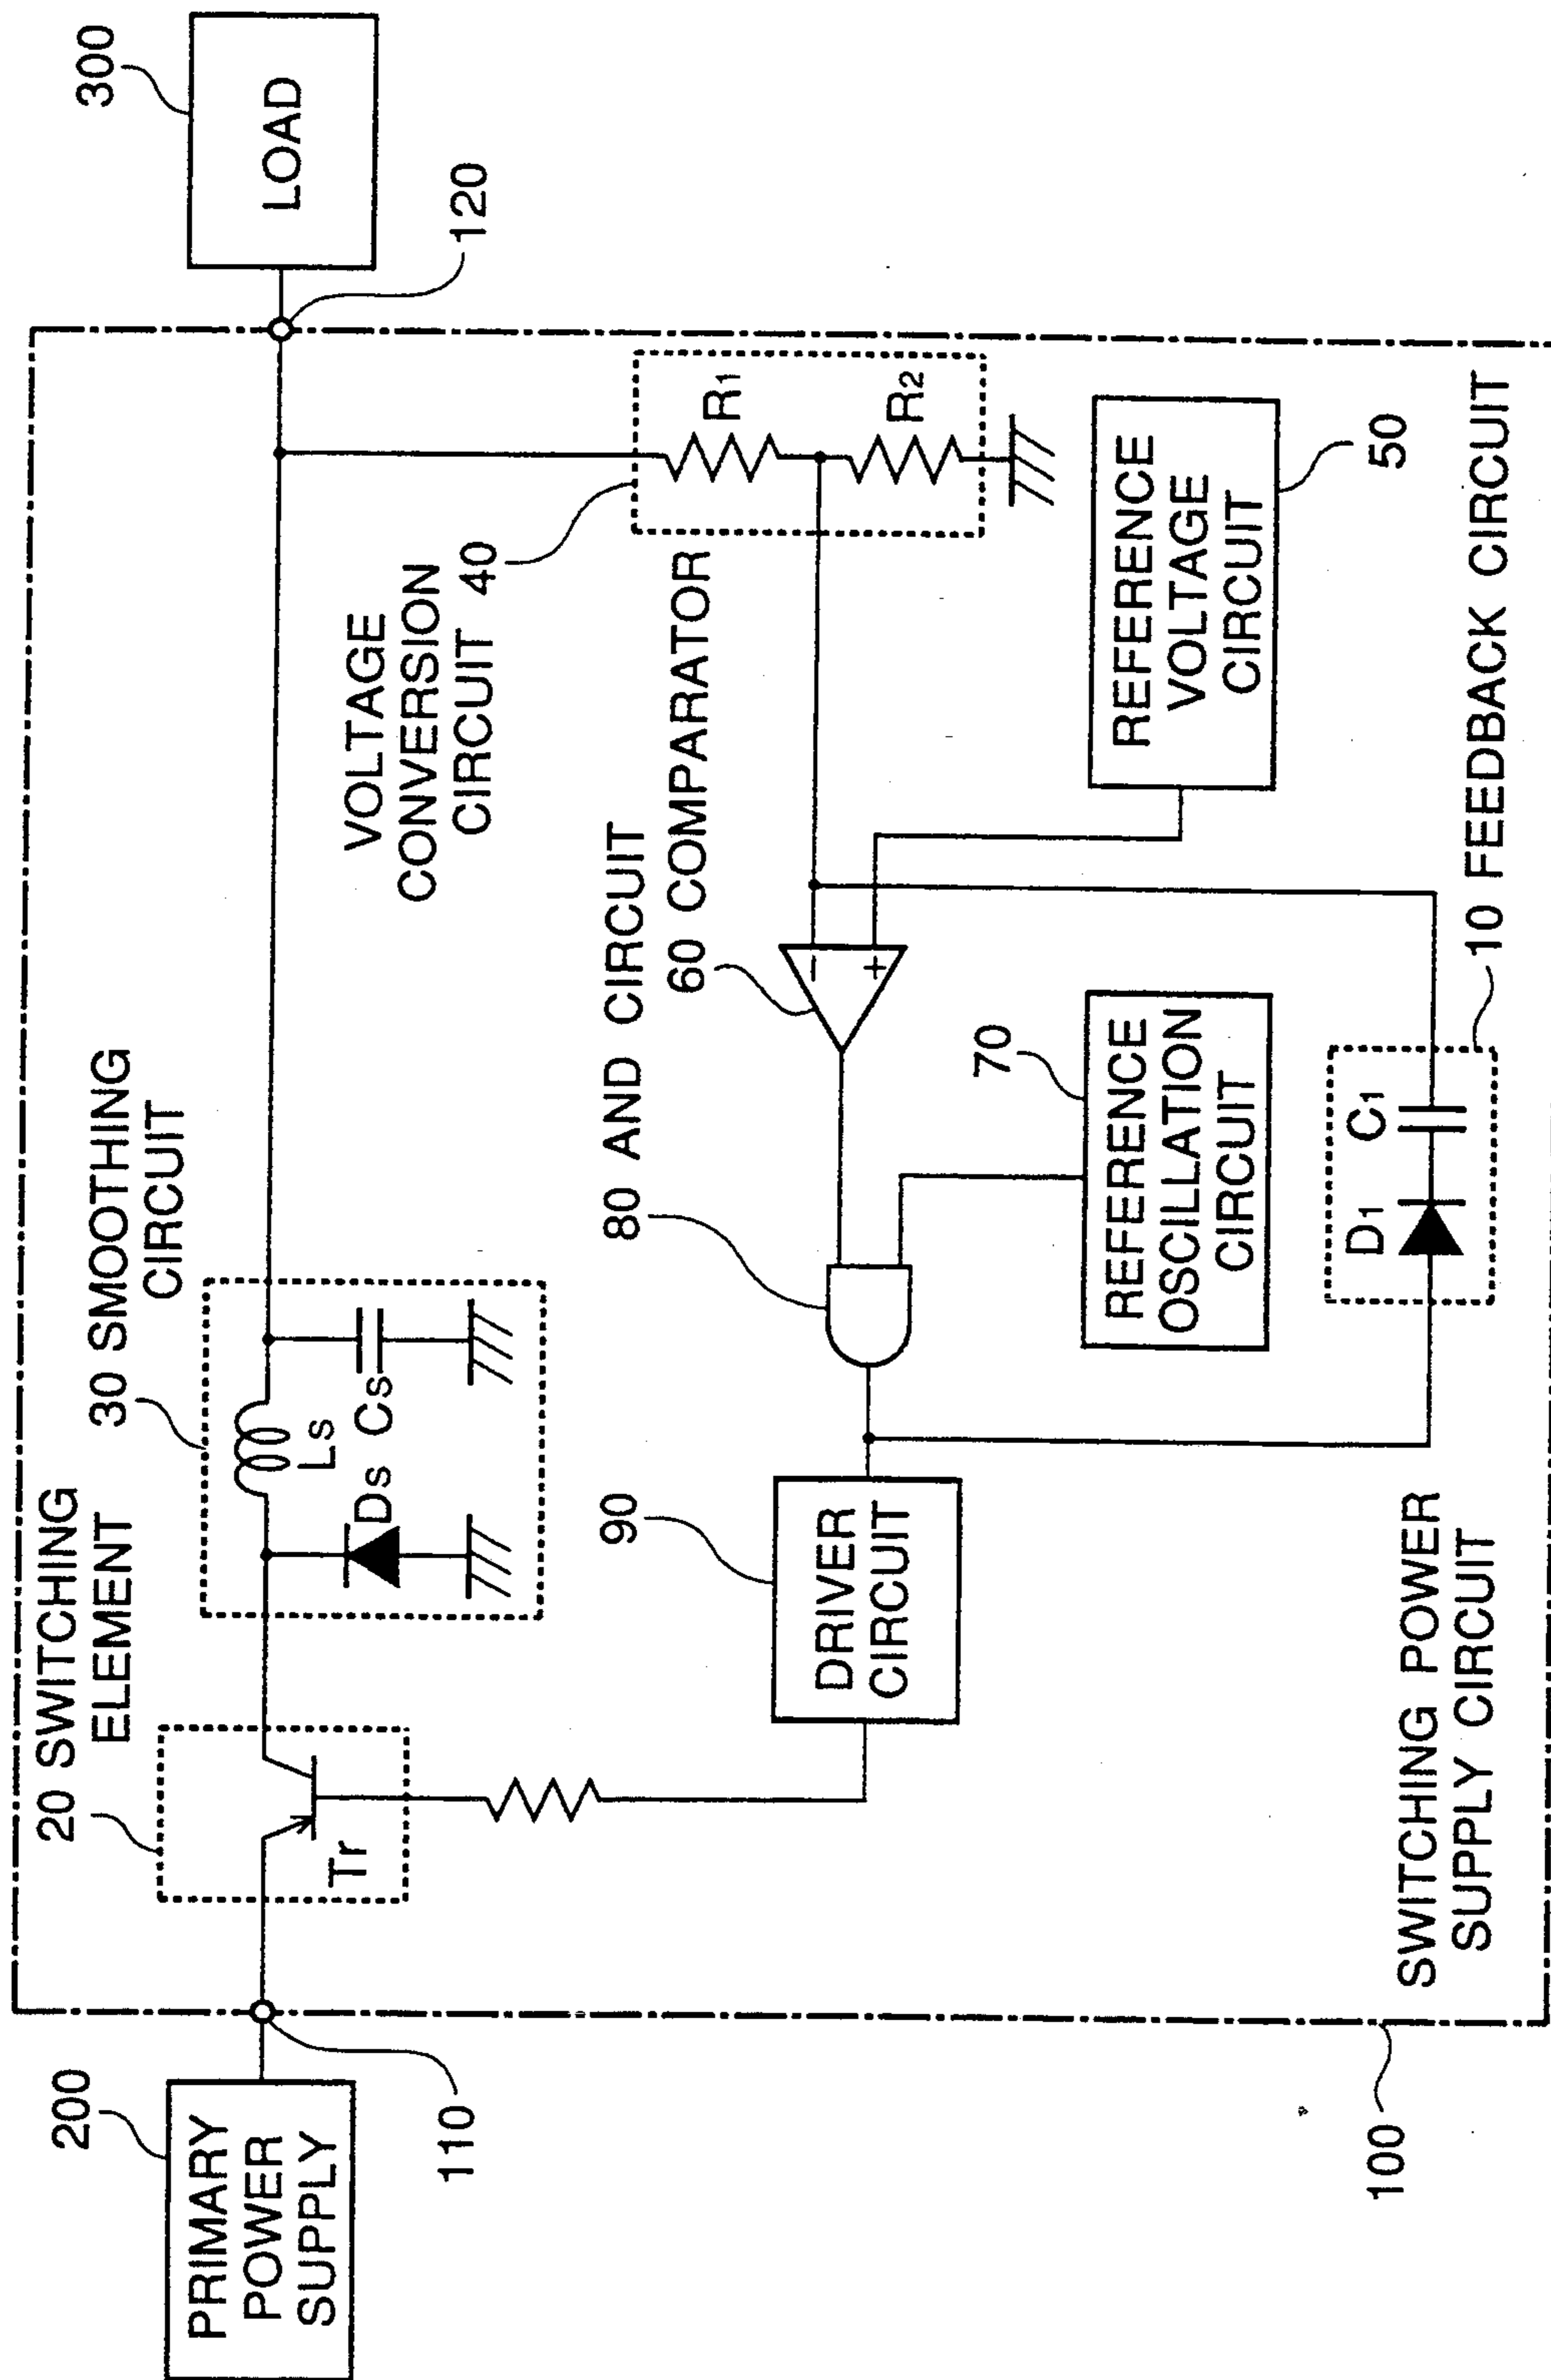 200
PRIMARY
POWER
SUPPLY
110
20 SWITCHING
ELEMENT
Tr
30 SMOOTHING
CIRCUIT
Ls
Ds
Cs
300
LOAD
120
VOLTAGE
CONVERSION
CIRCUIT 40
R1
R2
90
DRIVER
CIRCUIT
80 AND CIRCUIT
60 COMPARATOR
−
+
70
REFERENCE
OSCILLATION
CIRCUIT
REFERENCE
VOLTAGE
CIRCUIT
50
D1
C1
10 FEEDBACK CIRCUIT
SWITCHING POWER
SUPPLY CIRCUIT
100